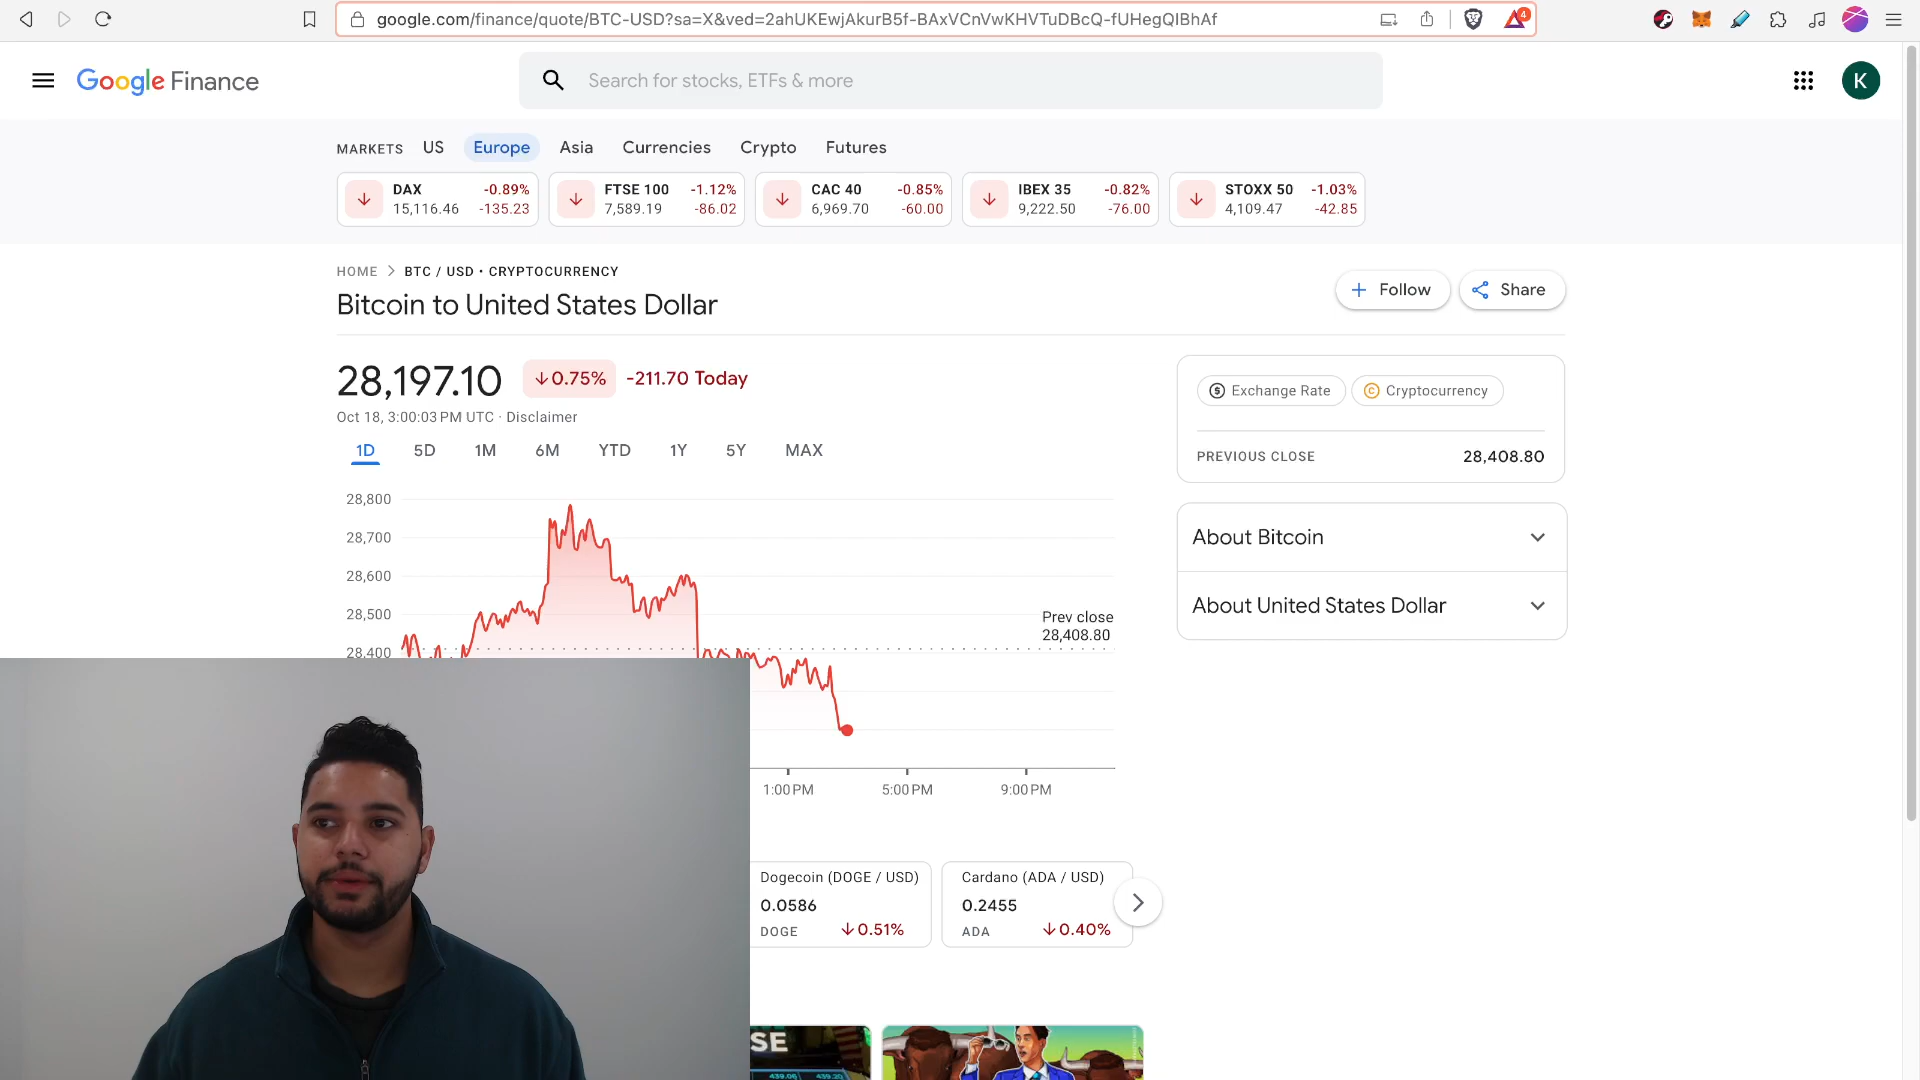 google.com/finance/quote/BTC-USD?sa=X&ved=2ahUKEwjAkurB5f-BAxVCnVwKHVTuDBcQ-fUHegQIBhAf
4
Google Finance
Search for stocks, ETFs & more
K
MARKETS US Europe Asia Currencies Crypto Futures
DAX -0.89% FTSE 100 -1.12% CAC 40 -0.85% IBEX 35 -0.82% STOXX 50 -1.03%
15,116.46 -135.23 7,589.19 -86.02 6,969.70 -60.00 9,222.50 -76.00 4,109.47 -42.85
HOME > BTC / USD • CRYPTOCURRENCY
Bitcoin to United States Dollar
+ Follow Share
28,197.10 ↓0.75% -211.70 Today
Oct 18, 3:00:03 PM UTC · Disclaimer
1D 5D 1M 6M YTD 1Y 5Y MAX
28,800
28,700
28,600
28,500
28,400
Prev close
28,408.80
1:00 PM 5:00 PM 9:00 PM
Exchange Rate Cryptocurrency
PREVIOUS CLOSE 28,408.80
About Bitcoin
About United States Dollar
Dogecoin (DOGE / USD) Cardano (ADA / USD)
0.0586 0.2455
DOGE ↓0.51% ADA ↓0.40%
SE
439.06 439.20